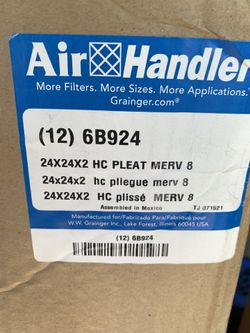 Air Handler
More Filters. More Sizes. More Applications.
Grainger.com®
(12) 6B924
24X24X2 HC PLEAT MERV 8
24x24x2 hc pliegue merv 8
24X24X2 HC plissé MERV 8
Assembled in Mexico TJ 071521
Manufactured for/Fabricado Para/Fabriqué pour
W.W. Grainger Inc., Lake Forest, Illinois 60045 USA
(12) 6B924